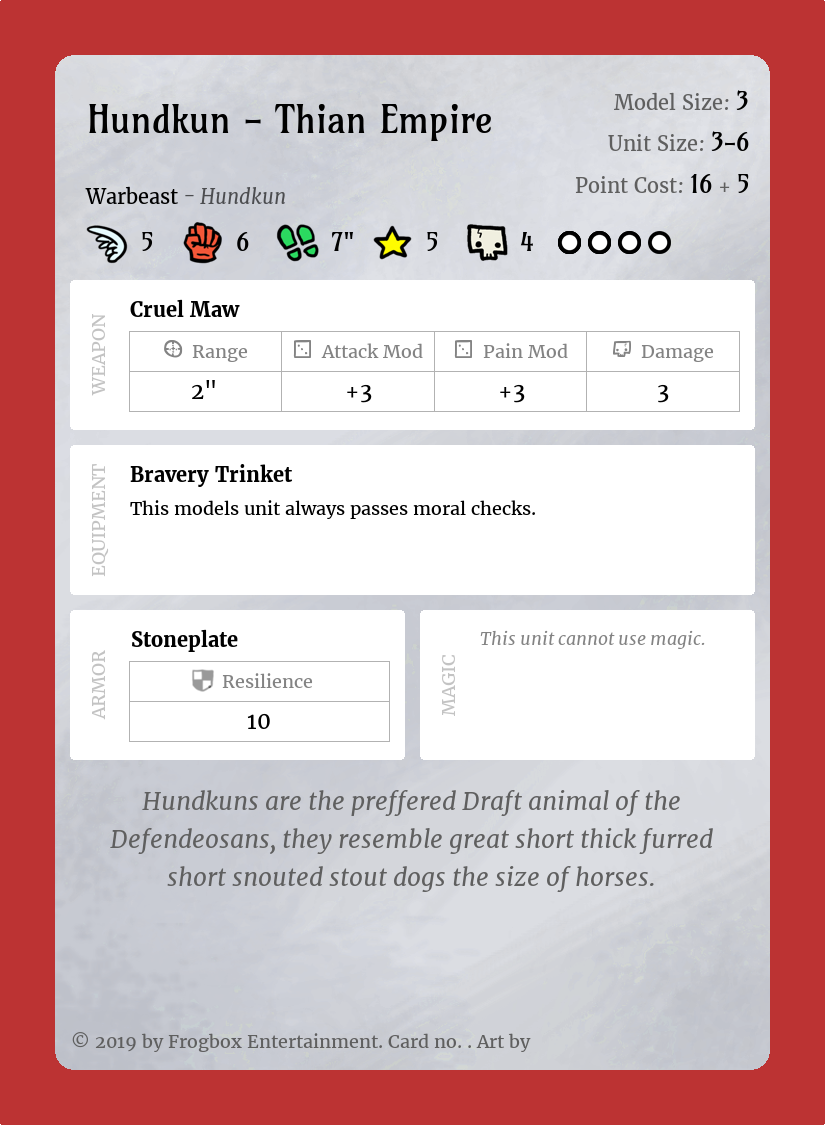 Hundkun – Thian Empire
Model Size: 3
Unit Size: 3–6
Point Cost: 16 + 5
Warbeast – Hundkun
5 6 7" 5 4
WEAPON
Cruel Maw
Range Attack Mod Pain Mod Damage
2" +3 +3 3
EQUIPMENT
Bravery Trinket
This models unit always passes moral checks.
ARMOR
Stoneplate
Resilience
10
MAGIC
This unit cannot use magic.
Hundkuns are the preffered Draft animal of the
Defendeosans, they resemble great short thick furred
short snouted stout dogs the size of horses.
© 2019 by Frogbox Entertainment. Card no. . Art by